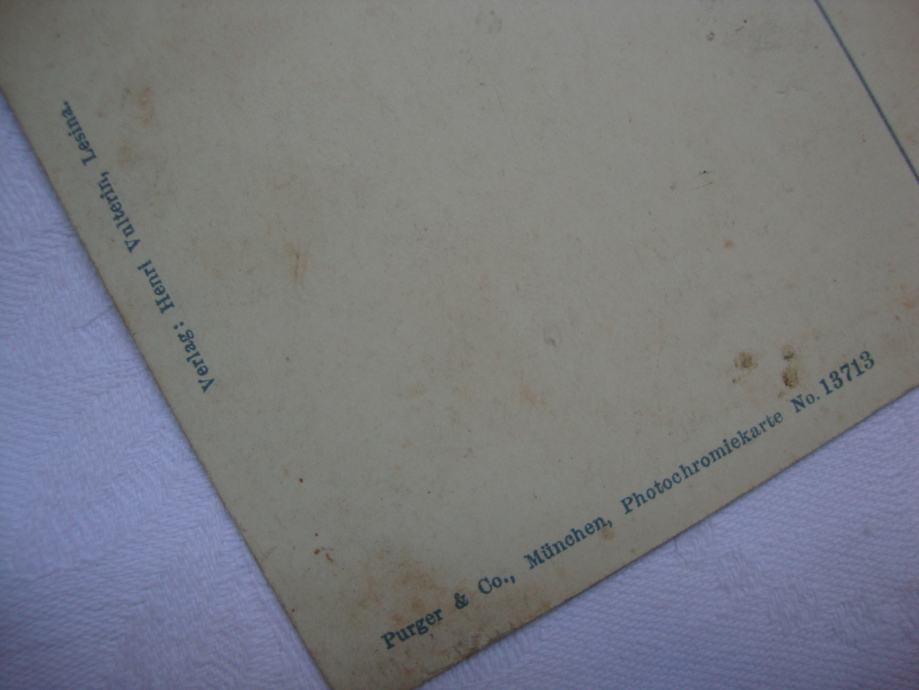 Verlag: Henri Vulterin, Lesina.
Purger & Co., München, Photochromiekarte No. 13713